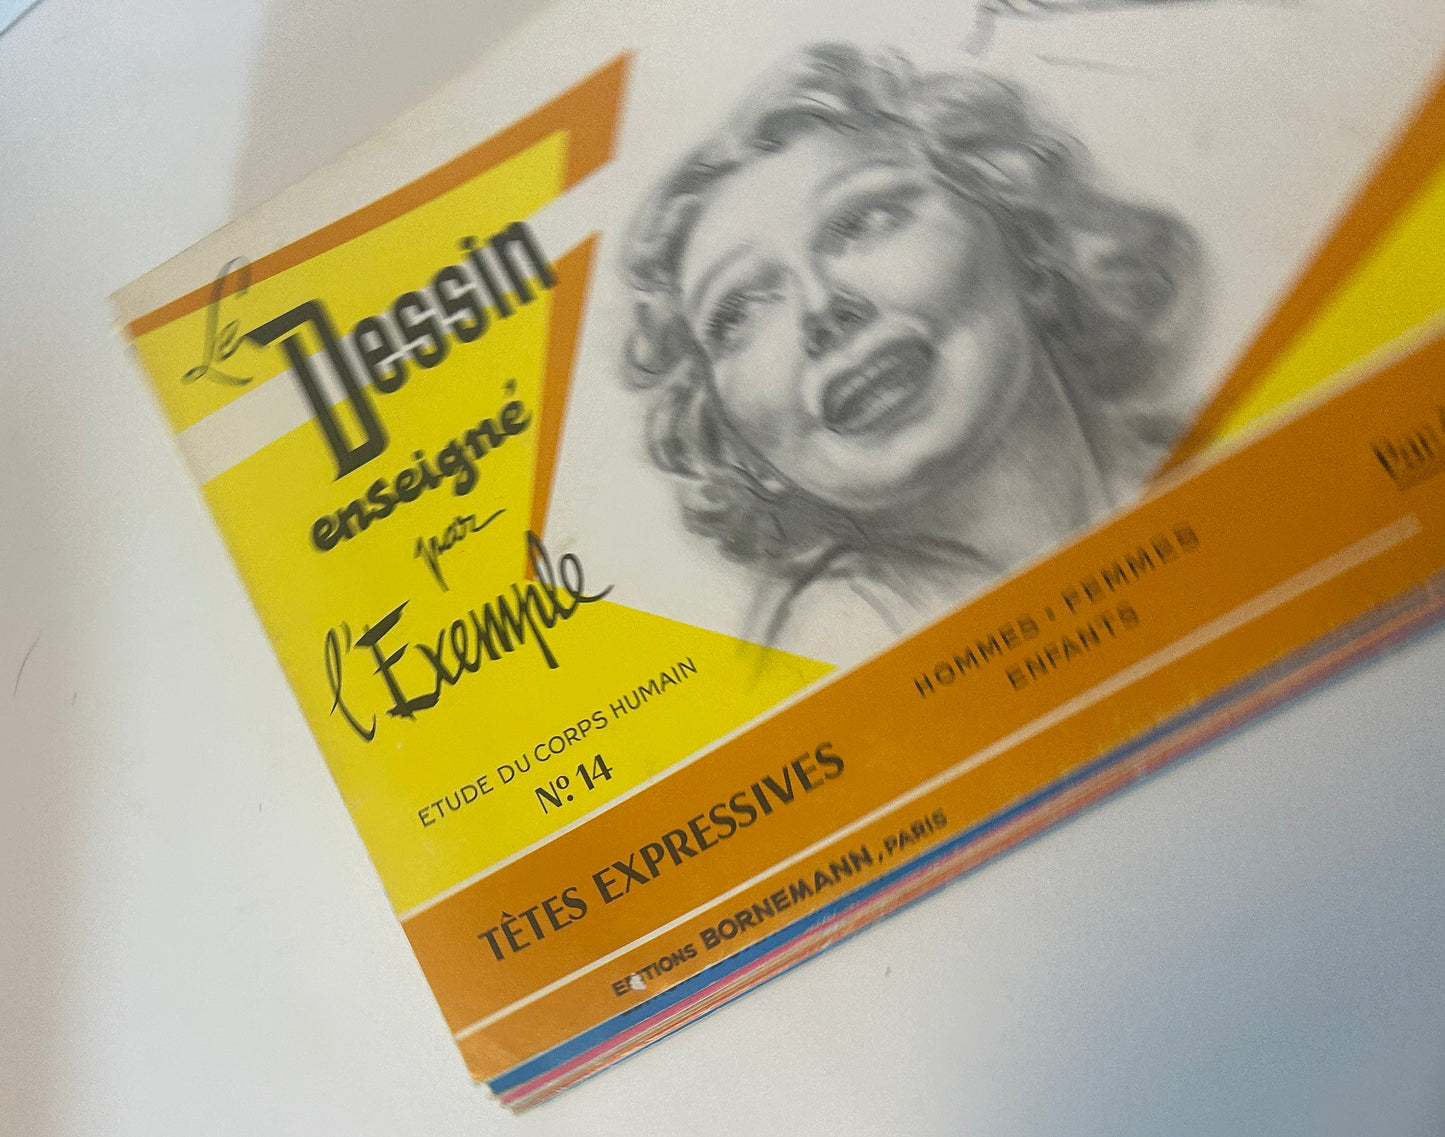 Le
Dessin
enseigné
par
l'Exemple
ETUDE DU CORPS HUMAIN
Nº. 14
TÊTES EXPRESSIVES
HOMMES, FEMMES
ENFANTS
Par
EDITIONS BORNEMANN, PARIS